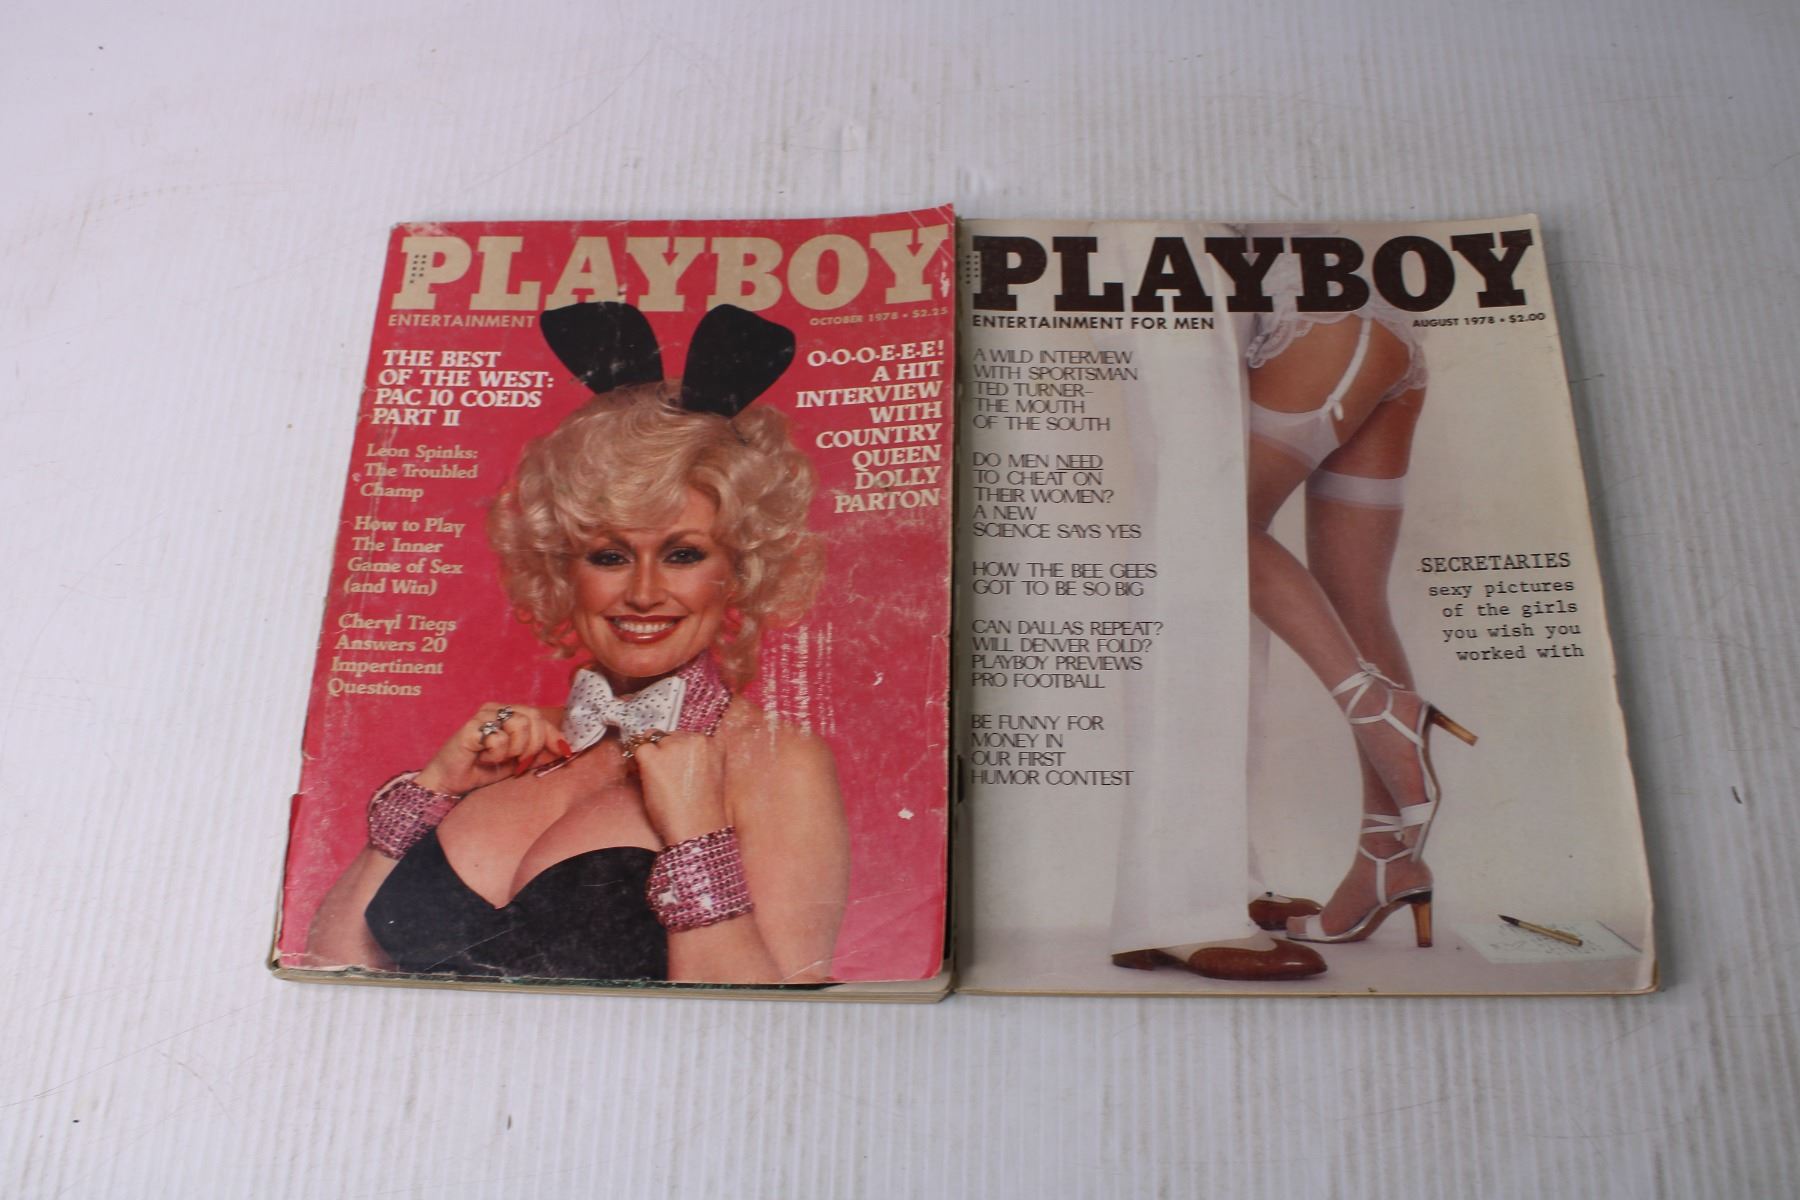 PLAYBOY
ENTERTAINMENT
OCTOBER 1978 • $2.25
THE BEST
OF THE WEST:
PAC 10 COEDS
PART II
Leon Spinks:
The Troubled
Champ
How to Play
The Inner
Game of Sex
(and Win)
Cheryl Tiegs
Answers 20
Impertinent
Questions
O-O-O-E-E-E!
A HIT
INTERVIEW
WITH
COUNTRY
QUEEN
DOLLY
PARTON
PLAYBOY
ENTERTAINMENT FOR MEN
AUGUST 1978 • $2.00
A WILD INTERVIEW
WITH SPORTSMAN
TED TURNER–
THE MOUTH
OF THE SOUTH
DO MEN NEED
TO CHEAT ON
THEIR WOMEN?
A NEW
SCIENCE SAYS YES
HOW THE BEE GEES
GOT TO BE SO BIG
CAN DALLAS REPEAT?
WILL DENVER FOLD?
PLAYBOY PREVIEWS
PRO FOOTBALL
BE FUNNY FOR
MONEY IN
OUR FIRST
HUMOR CONTEST
SECRETARIES
sexy pictures
of the girls
you wish you
worked with